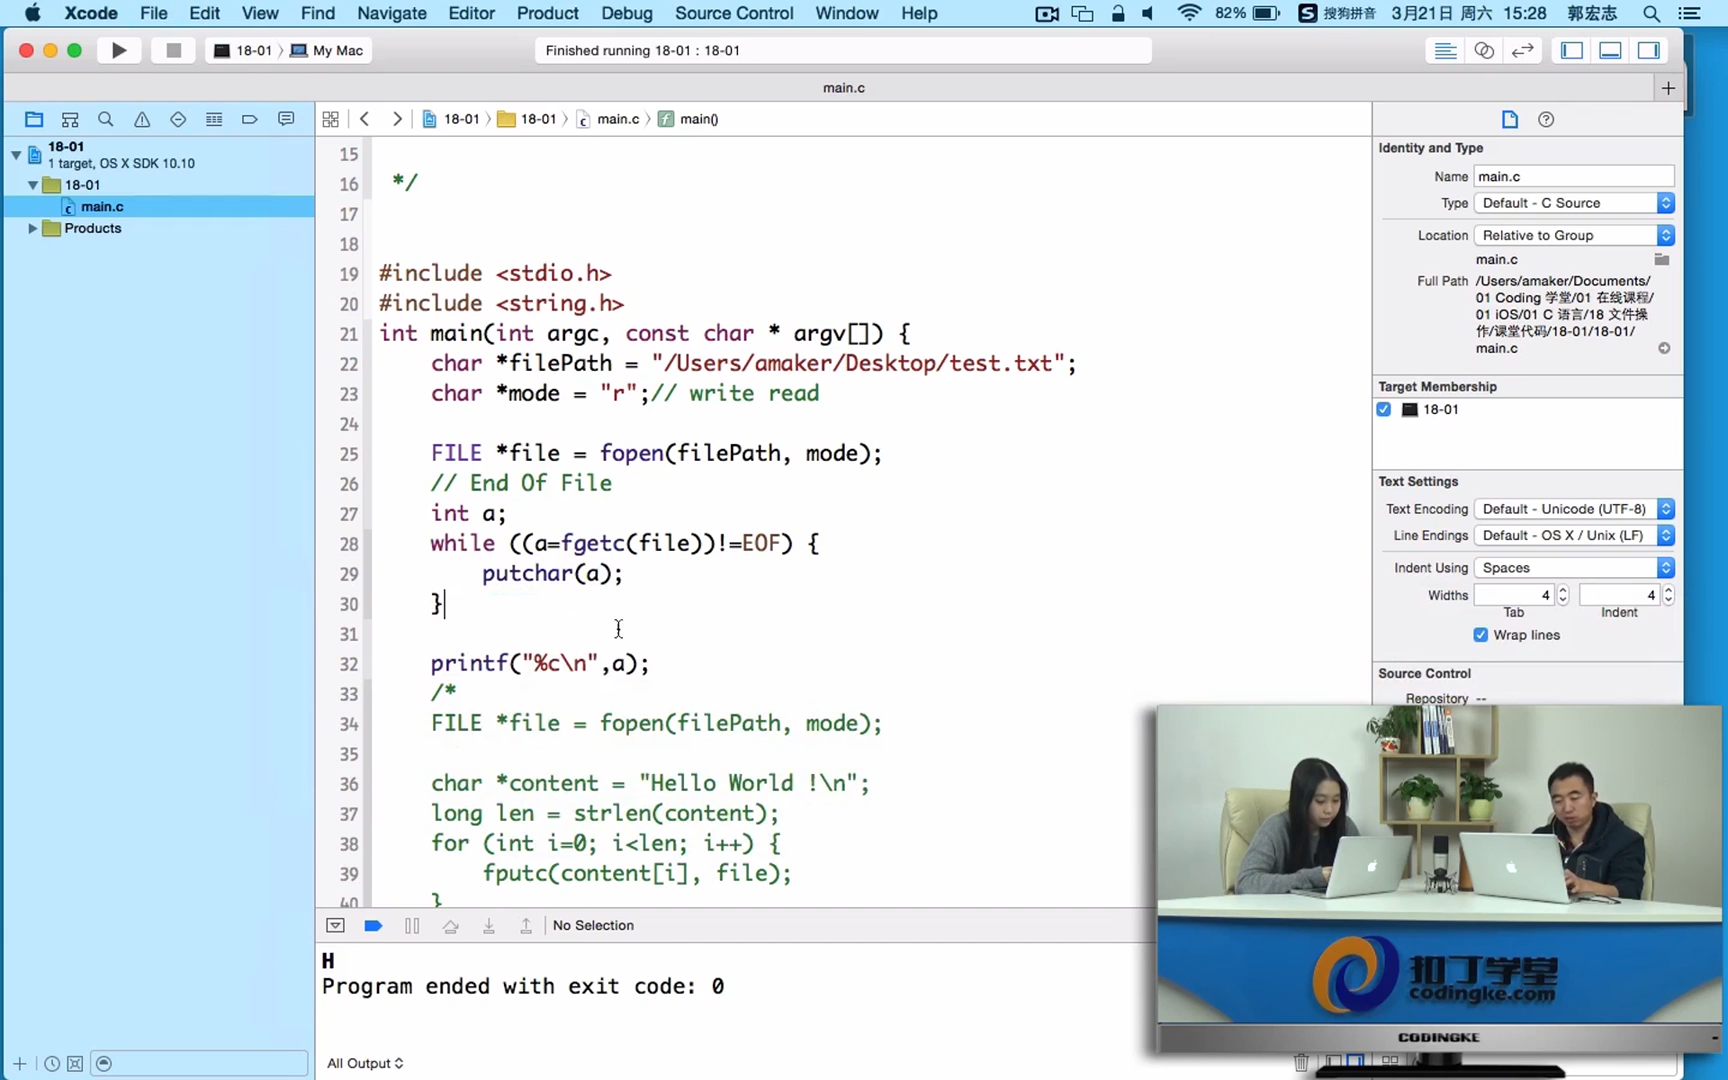 Xcode File Edit View Find Navigate Editor Product Debug Source Control Window Help 82% S 搜狗拼音 3月21日 周六 15:28 郭宏志
18-01 〉 My Mac
Finished running 18-01 : 18-01
main.c
18-01 〉 18-01 〉 main.c 〉 main()
18-01
1 target, OS X SDK 10.10
18-01
main.c
Products
15
16 */
17
18
19 #include <stdio.h>
20 #include <string.h>
21 int main(int argc, const char * argv[]) {
22 char *filePath = "/Users/amaker/Desktop/test.txt";
23 char *mode = "r";// write read
24
25 FILE *file = fopen(filePath, mode);
26 // End Of File
27 int a;
28 while ((a=fgetc(file))!=EOF) {
29 putchar(a);
30 }
31
32 printf("%c\n",a);
33 /*
34 FILE *file = fopen(filePath, mode);
35
36 char *content = "Hello World !\n";
37 long len = strlen(content);
38 for (int i=0; i<len; i++) {
39 fputc(content[i], file);
40 }
No Selection
H
Program ended with exit code: 0
All Output
Identity and Type
Name main.c
Type Default - C Source
Location Relative to Group
main.c
Full Path /Users/amaker/Documents/
01 Coding 学堂/01 在线课程/
01 iOS/01 C 语言/18 文件操
作/课堂代码/18-01/18-01/
main.c
Target Membership
18-01
Text Settings
Text Encoding Default - Unicode (UTF-8)
Line Endings Default - OS X / Unix (LF)
Indent Using Spaces
Widths 4 4
Tab Indent
Wrap lines
Source Control
Repository --
扣丁学堂
codingke.com
CODINGKE